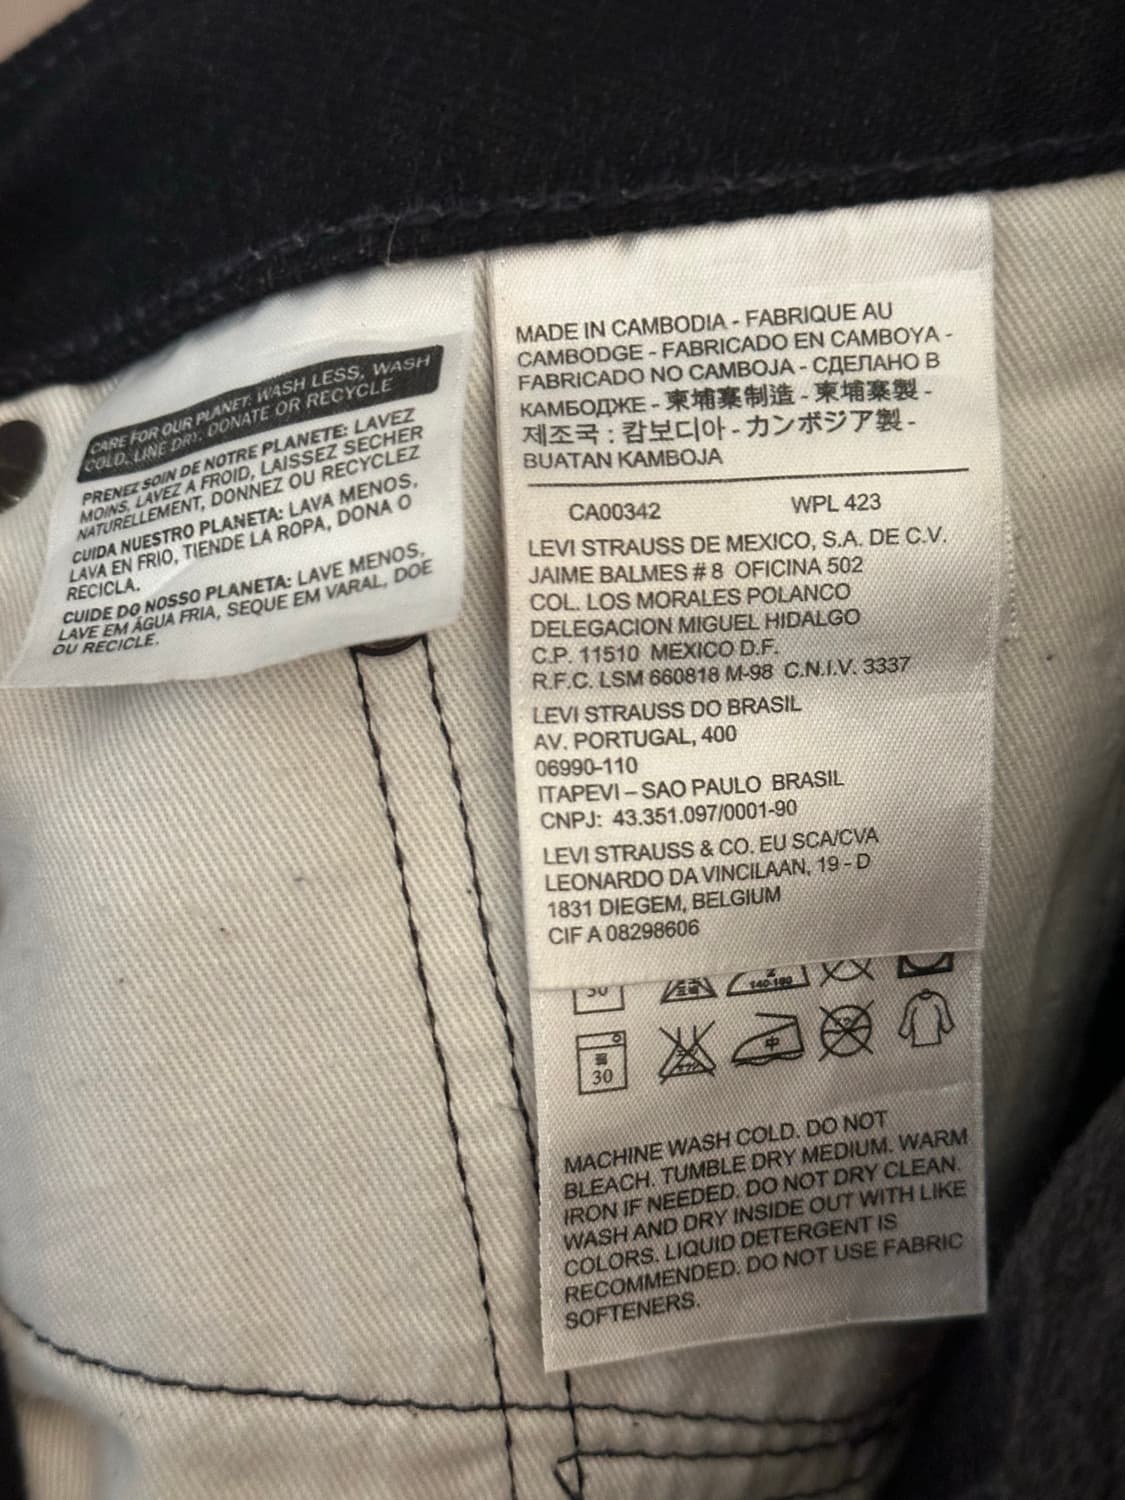 CARE FOR OUR PLANET: WASH LESS, WASH
COLD, LINE DRY, DONATE OR RECYCLE
PRENEZ SOIN DE NOTRE PLANETE: LAVEZ
MOINS, LAVEZ A FROID, LAISSEZ SECHER
NATURELLEMENT, DONNEZ OU RECYCLEZ
CUIDA NUESTRO PLANETA: LAVA MENOS,
LAVA EN FRIO, TIENDE LA ROPA, DONA O
RECICLA.
CUIDE DO NOSSO PLANETA: LAVE MENOS,
LAVE EM ÁGUA FRIA, SEQUE EM VARAL, DOE
OU RECICLE.
MADE IN CAMBODIA - FABRIQUE AU
CAMBODGE - FABRICADO EN CAMBOYA -
FABRICADO NO CAMBOJA - СДЕЛАНО В
КАМБОДЖЕ - 柬埔寨制造 - 柬埔寨製 -
제조국 : 캄보디아 - カンボジア製 -
BUATAN KAMBOJA
CA00342 WPL 423
LEVI STRAUSS DE MEXICO, S.A. DE C.V.
JAIME BALMES # 8 OFICINA 502
COL. LOS MORALES POLANCO
DELEGACION MIGUEL HIDALGO
C.P. 11510 MEXICO D.F.
R.F.C. LSM 660818 M-98 C.N.I.V. 3337
LEVI STRAUSS DO BRASIL
AV. PORTUGAL, 400
06990-110
ITAPEVI – SAO PAULO BRASIL
CNPJ: 43.351.097/0001-90
LEVI STRAUSS & CO. EU SCA/CVA
LEONARDO DA VINCILAAN, 19 - D
1831 DIEGEM, BELGIUM
CIF A 08298606
30 140-160
30 中
MACHINE WASH COLD. DO NOT
BLEACH. TUMBLE DRY MEDIUM. WARM
IRON IF NEEDED. DO NOT DRY CLEAN.
WASH AND DRY INSIDE OUT WITH LIKE
COLORS. LIQUID DETERGENT IS
RECOMMENDED. DO NOT USE FABRIC
SOFTENERS.